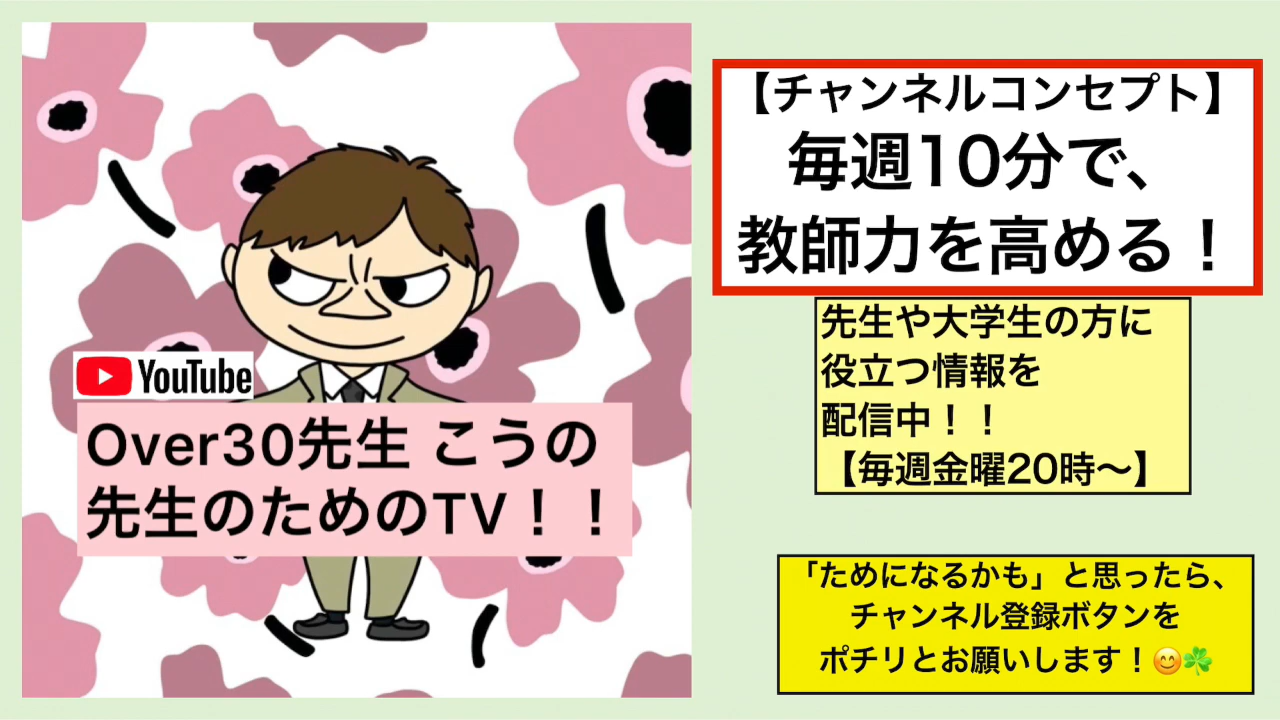 YouTube
Over30先生 こうの
先生のためのTV！！
【チャンネルコンセプト】
毎週10分で、
教師力を高める！
先生や大学生の方に
役立つ情報を
配信中！！
【毎週金曜20時〜】
「ためになるかも」と思ったら、
チャンネル登録ボタンを
ポチリとお願いします！😊☘️